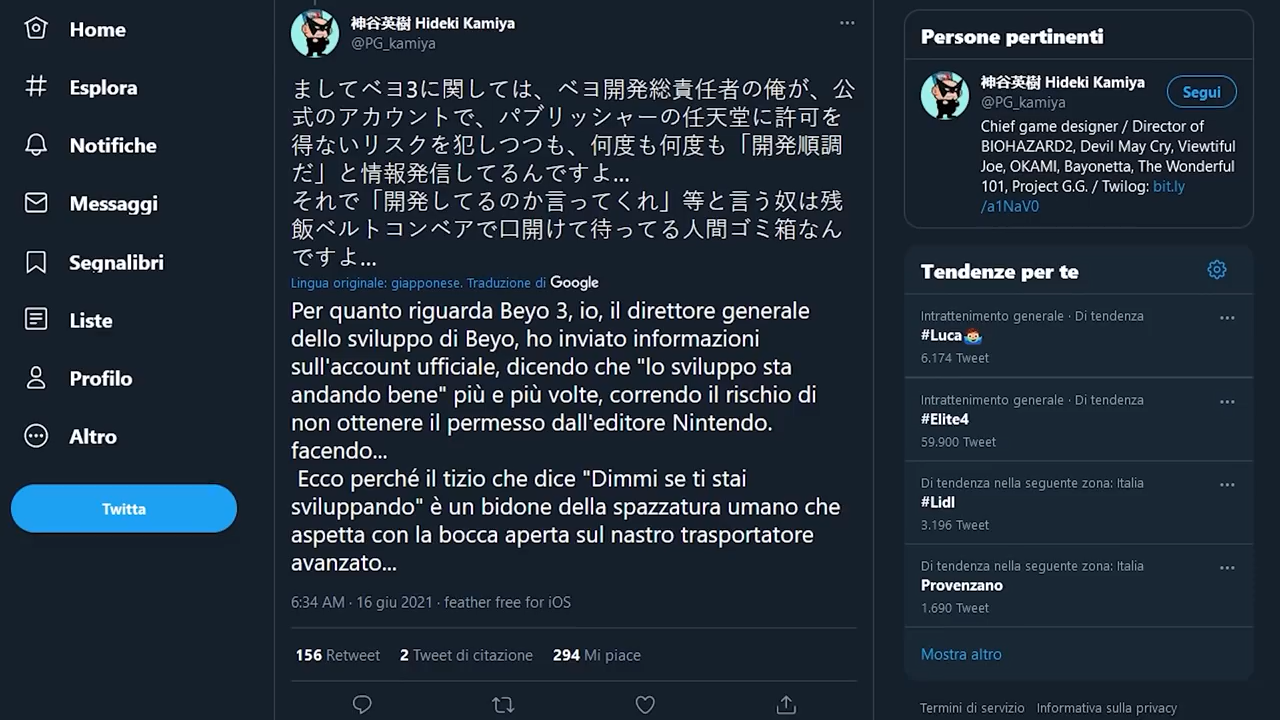 Home
Esplora
Notifiche
Messaggi
Segnalibri
Liste
Profilo
Altro
Twitta
神谷英樹 Hideki Kamiya
@PG_kamiya
ましてベヨ3に関しては、ベヨ開発総責任者の俺が、公
式のアカウントで、パブリッシャーの任天堂に許可を
得ないリスクを犯しつつも、何度も何度も「開発順調
だ」と情報発信してるんですよ…
それで「開発してるのか言ってくれ」等と言う奴は残
飯ベルトコンベアで口開けて待ってる人間ゴミ箱なん
ですよ…
Lingua originale: giapponese. Traduzione di Google
Per quanto riguarda Beyo 3, io, il direttore generale
dello sviluppo di Beyo, ho inviato informazioni
sull'account ufficiale, dicendo che "lo sviluppo sta
andando bene" più e più volte, correndo il rischio di
non ottenere il permesso dall'editore Nintendo.
facendo...
Ecco perché il tizio che dice "Dimmi se ti stai
sviluppando" è un bidone della spazzatura umano che
aspetta con la bocca aperta sul nastro trasportatore
avanzato...
6:34 AM · 16 giu 2021 · feather free for iOS
156 Retweet 2 Tweet di citazione 294 Mi piace
Persone pertinenti
神谷英樹 Hideki Kamiya
@PG_kamiya
Segui
Chief game designer / Director of
BIOHAZARD2, Devil May Cry, Viewtiful
Joe, OKAMI, Bayonetta, The Wonderful
101, Project G.G. / Twilog: bit.ly
/a1NaV0
Tendenze per te
Intrattenimento generale · Di tendenza
#Luca
6.174 Tweet
Intrattenimento generale · Di tendenza
#Elite4
59.900 Tweet
Di tendenza nella seguente zona: Italia
#Lidl
3.196 Tweet
Di tendenza nella seguente zona: Italia
Provenzano
1.690 Tweet
Mostra altro
Termini di servizio Informativa sulla privacy